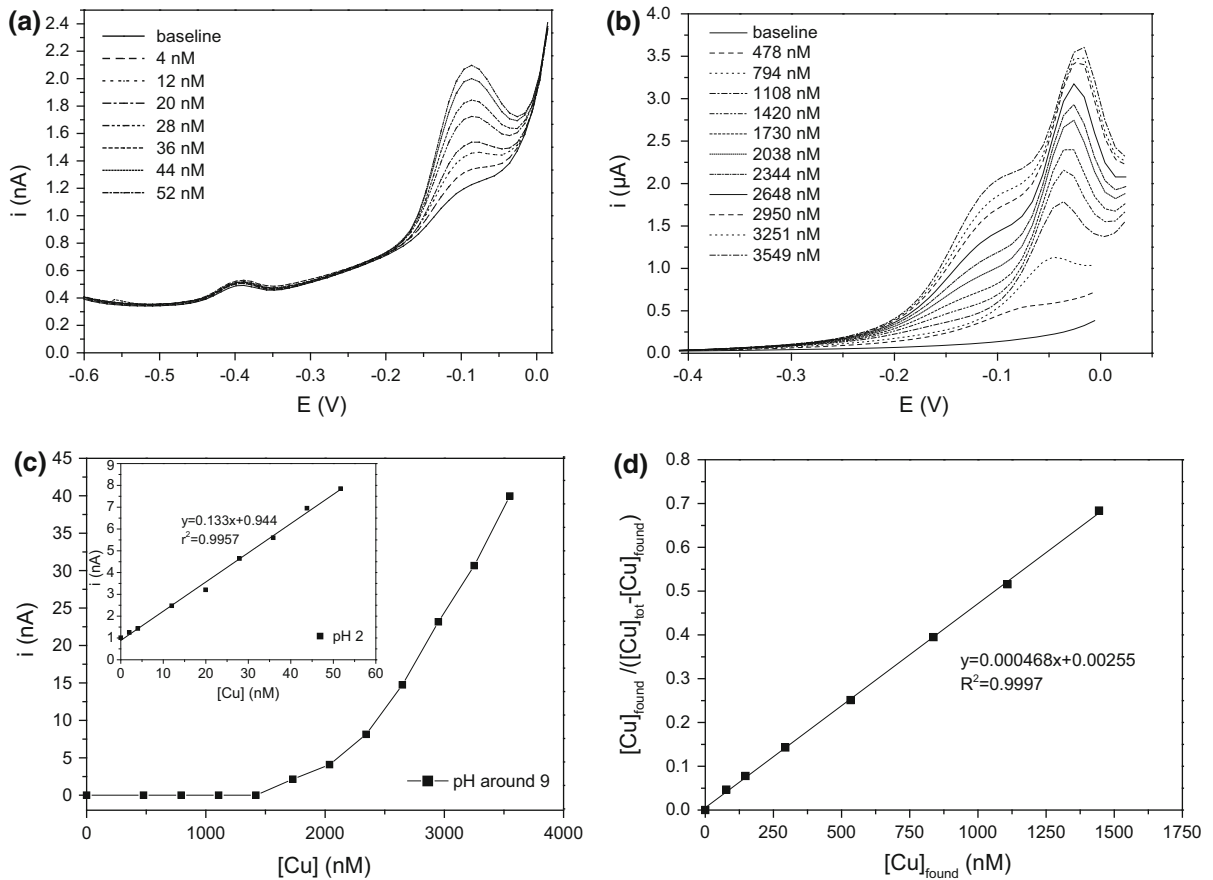 (a)
2.4
2.2
2.0
1.8
1.6
1.4
1.2
1.0
0.8
0.6
0.4
0.2
0.0
i (nA)
baseline
4 nM
12 nM
20 nM
28 nM
36 nM
44 nM
52 nM
-0.6 -0.5 -0.4 -0.3 -0.2 -0.1 0.0
E (V)
(b)
4.0
3.5
3.0
2.5
2.0
1.5
1.0
0.5
0.0
i (μA)
baseline
478 nM
794 nM
1108 nM
1420 nM
1730 nM
2038 nM
2344 nM
2648 nM
2950 nM
3251 nM
3549 nM
-0.4 -0.3 -0.2 -0.1 0.0
E (V)
(c)
45
40
35
30
25
20
15
10
5
0
i (nA)
9
8
7
6
5
4
3
2
1
0
i (nA)
y=0.133x+0.944
r²=0.9957
pH 2
0 10 20 30 40 50 60
[Cu] (nM)
pH around 9
0 1000 2000 3000 4000
[Cu] (nM)
(d)
0.8
0.7
0.6
0.5
0.4
0.3
0.2
0.1
0.0
[Cu]found /([Cu]tot-[Cu]found)
y=0.000468x+0.00255
R²=0.9997
0 250 500 750 1000 1250 1500 1750
[Cu]found (nM)